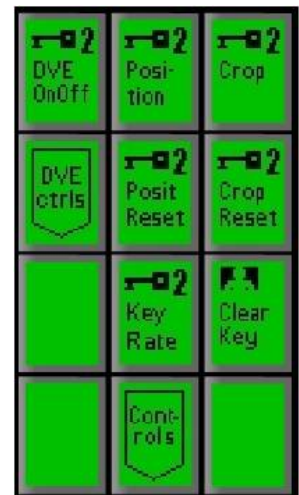 2 2 2
DVE Posi- Crop
OnOff tion
DVE 2 2
ctrls Posit Crop
Reset Reset
2
Key Clear
Rate Key
Cont-
rols